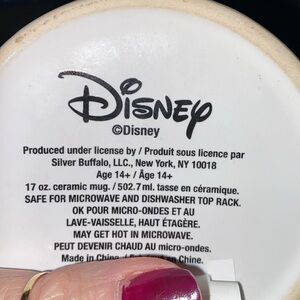 Disney
©Disney
Produced under license by / Produit sous licence par
Silver Buffalo, LLC., New York, NY 10018
Age 14+ / Âge 14+
17 oz. ceramic mug. / 502.7 ml. tasse en céramique.
SAFE FOR MICROWAVE AND DISHWASHER TOP RACK.
OK POUR MICRO-ONDES ET AU
LAVE-VAISSELLE, HAUT ÉTAGÈRE.
MAY GET HOT IN MICROWAVE.
PEUT DEVENIR CHAUD AU micro-ondes.
Made in China. / en Chine.